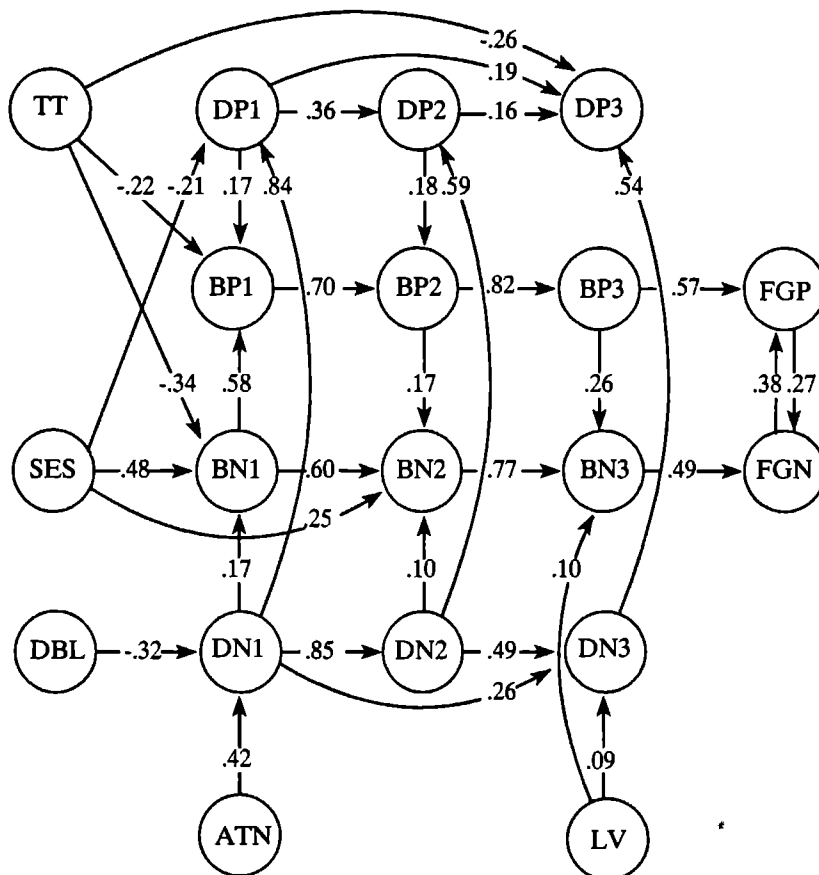 -.26
.19
TT DP1 .36 DP2 .16 DP3
-.22 -.21 .17 .84 .18 .59 .54
BP1 .70 BP2 .82 BP3 .57 FGP
-.34 .58 .17 .26 .38 .27
SES .48 BN1 .60 BN2 .77 BN3 .49 FGN
.25
.17 .10 .10
DBL -.32 DN1 .85 DN2 .49 DN3
.26
.42 .09
ATN LV